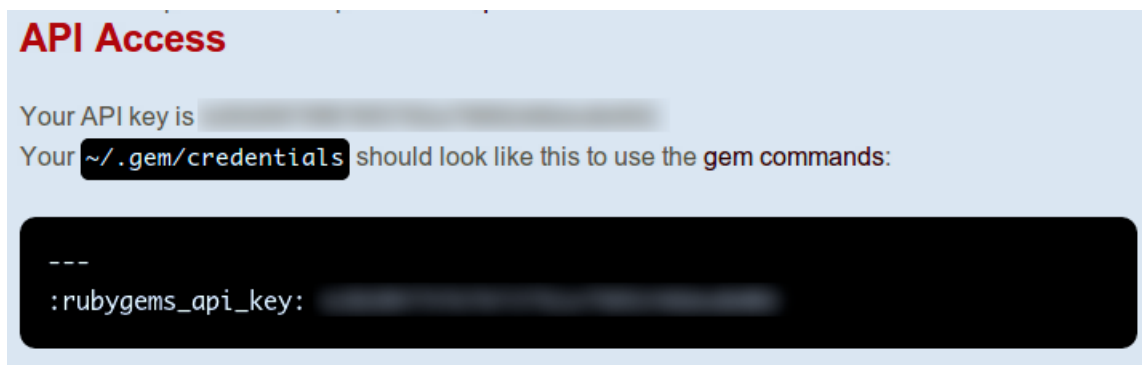 API Access
Your API key is
Your ~/.gem/credentials should look like this to use the gem commands:
---
:rubygems_api_key: